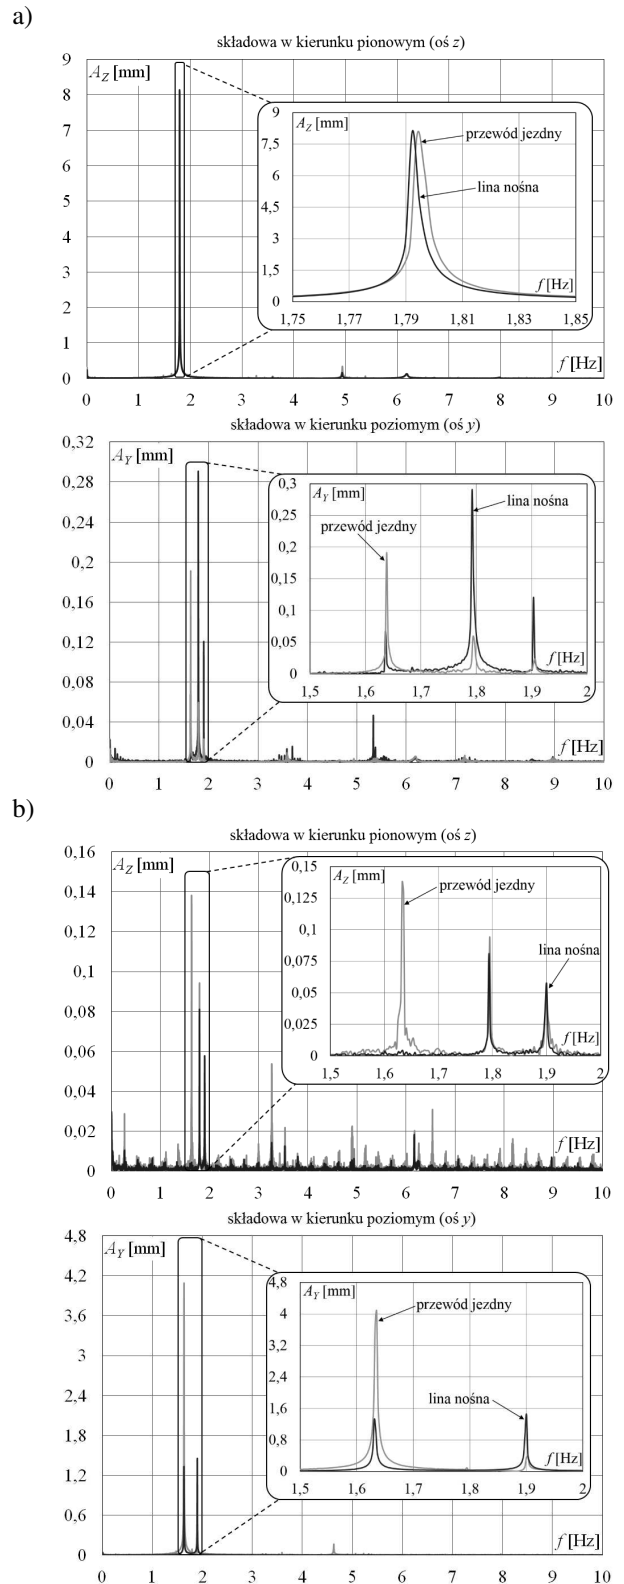 a)
składowa w kierunku pionowym (oś z)
A_Z [mm]
9
8
7
6
5
4
3
2
1
0
0 1 2 3 4 5 6 7 8 9 10
f [Hz]
A_Z [mm]
9
7,5
6
4,5
3
1,5
0
przewód jezdny
lina nośna
f [Hz]
1,75 1,77 1,79 1,81 1,83 1,85
składowa w kierunku poziomym (oś y)
A_Y [mm]
0,32
0,28
0,24
0,2
0,16
0,12
0,08
0,04
0
0 1 2 3 4 5 6 7 8 9 10
f [Hz]
A_Y [mm]
0,3
0,25
0,2
0,15
0,1
0,05
0
lina nośna
przewód jezdny
f [Hz]
1,5 1,6 1,7 1,8 1,9 2
b)
składowa w kierunku pionowym (oś z)
A_Z [mm]
0,16
0,14
0,12
0,1
0,08
0,06
0,04
0,02
0
0 1 2 3 4 5 6 7 8 9 10
f [Hz]
A_Z [mm]
0,15
0,125
0,1
0,075
0,05
0,025
0
przewód jezdny
lina nośna
f [Hz]
1,5 1,6 1,7 1,8 1,9 2
składowa w kierunku poziomym (oś y)
A_Y [mm]
4,8
4,2
3,6
3
2,4
1,8
1,2
0,6
0
0 1 2 3 4 5 6 7 8 9 10
f [Hz]
A_Y [mm]
4,8
4
3,2
2,4
1,6
0,8
0
przewód jezdny
lina nośna
f [Hz]
1,5 1,6 1,7 1,8 1,9 2